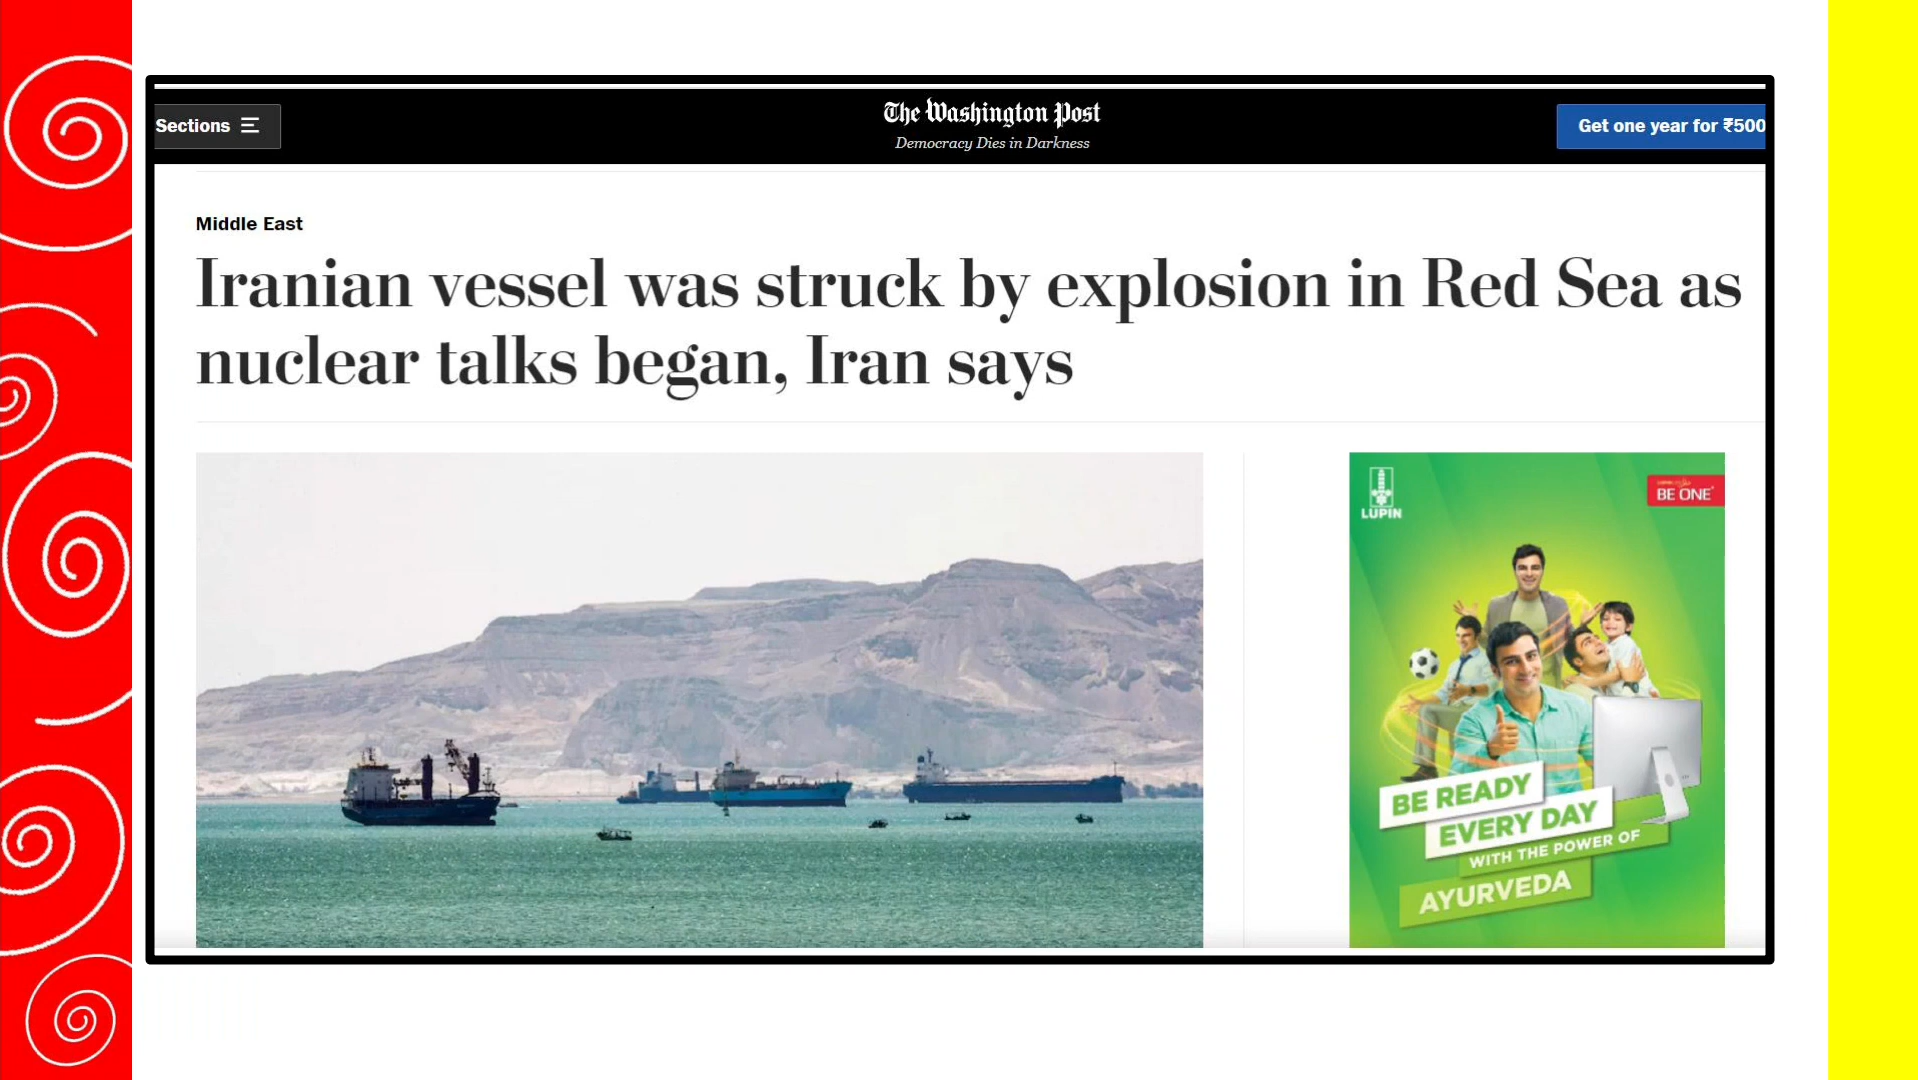 Sections
The Washington Post
Democracy Dies in Darkness
Get one year for ₹500
Middle East
Iranian vessel was struck by explosion in Red Sea as
nuclear talks began, Iran says
LUPIN
BE ONE
BE READY
EVERY DAY
WITH THE POWER OF
AYURVEDA